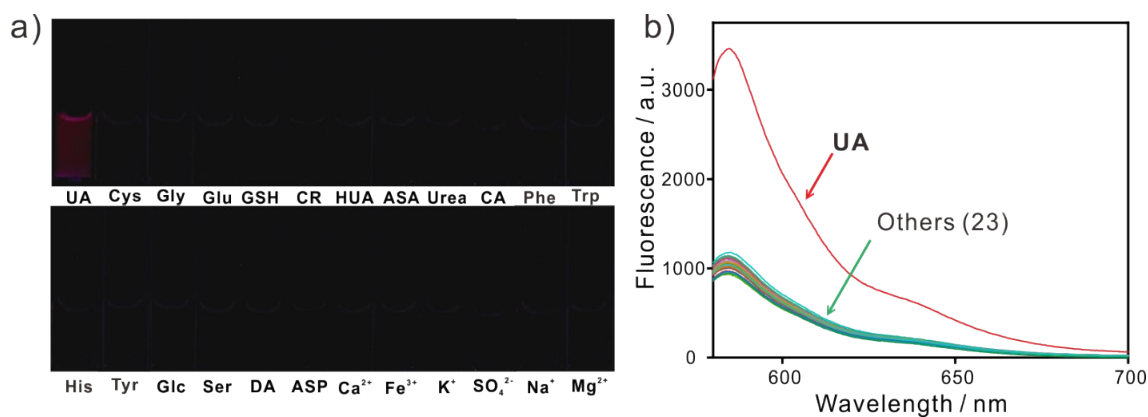 a)
UA Cys Gly Glu GSH CR HUA ASA Urea CA Phe Trp
His Tyr Glc Ser DA ASP Ca²⁺ Fe³⁺ K⁺ SO₄²⁻ Na⁺ Mg²⁺
b)
Fluorescence / a.u.
3000
2000
1000
0
UA
Others (23)
600
650
700
Wavelength / nm